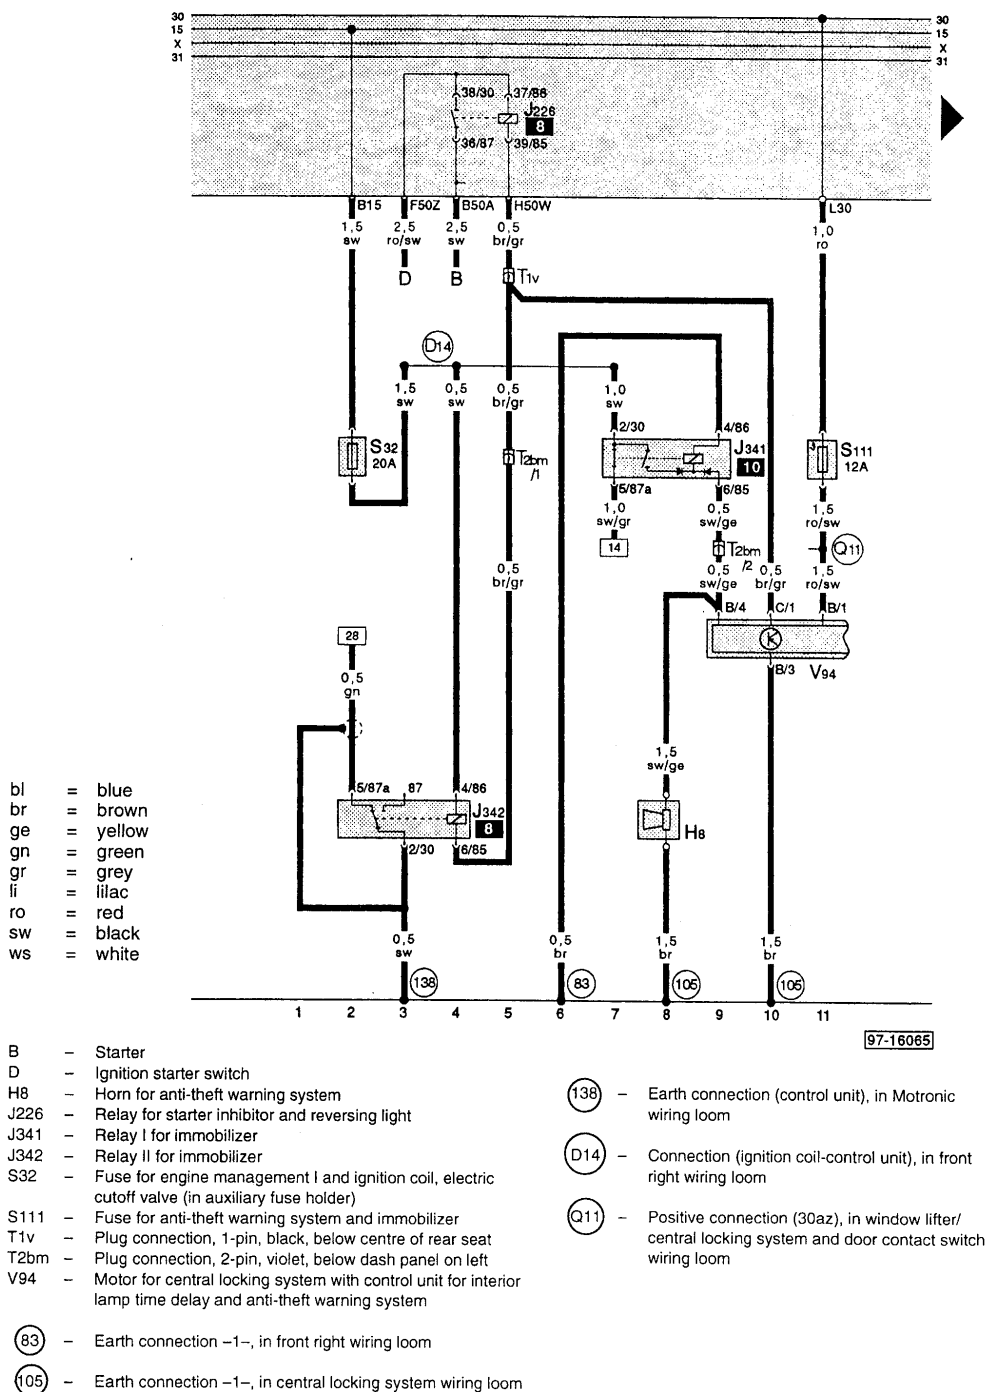 30 30
15 15
X X
31 31
38/30 37/86
J226
8
36/87 39/85
B15 F50Z B50A H50W L30
1,5 2,5 2,5 0,5 1,0
sw ro/sw sw br/gr ro
D B T1v
D14
1,5 0,5 0,5 1,0
sw sw br/gr sw
2/30 4/86
S32 J341 S111
20A 10 12A
T2bm
/1
5/87a 6/85
1,0 0,5 1,5
sw/gr sw/ge ro/sw
14 T2bm Q11
/2
0,5 0,5 0,5 1,5
br/gr sw/ge br/gr ro/sw
B/4 C/1 B/1
28
B/3 V94
0,5
gn
1,5
sw/ge
5/87a 87 4/86
J342
8
H8
2/30 6/85
bl = blue
br = brown
ge = yellow
gn = green
gr = grey
li = lilac
ro = red
sw = black
ws = white
0,5 0,5 1,5 1,5
sw br br br
138 83 105 105
1 2 3 4 5 6 7 8 9 10 11
97-16065
B – Starter
D – Ignition starter switch
H8 – Horn for anti-theft warning system
J226 – Relay for starter inhibitor and reversing light
J341 – Relay I for immobilizer
J342 – Relay II for immobilizer
S32 – Fuse for engine management I and ignition coil, electric
cutoff valve (in auxiliary fuse holder)
S111 – Fuse for anti-theft warning system and immobilizer
T1v – Plug connection, 1-pin, black, below centre of rear seat
T2bm – Plug connection, 2-pin, violet, below dash panel on left
V94 – Motor for central locking system with control unit for interior
lamp time delay and anti-theft warning system
83 – Earth connection –1–, in front right wiring loom
105 – Earth connection –1–, in central locking system wiring loom
138 – Earth connection (control unit), in Motronic
wiring loom
D14 – Connection (ignition coil-control unit), in front
right wiring loom
Q11 – Positive connection (30az), in window lifter/
central locking system and door contact switch
wiring loom